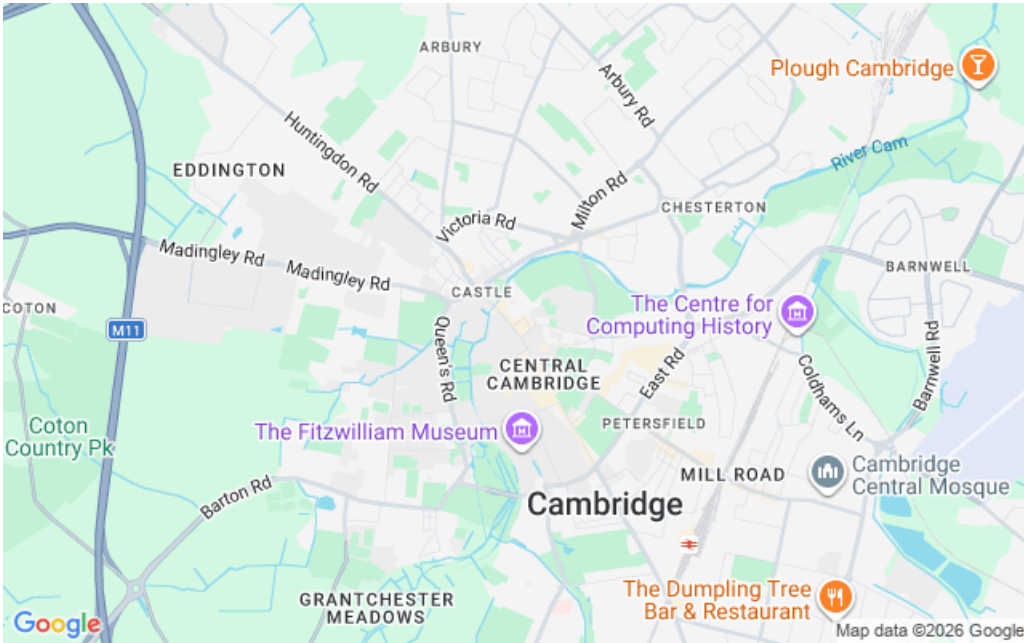 ARBURY
Arbury Rd
Plough Cambridge
Huntingdon Rd
River Cam
EDDINGTON
Milton Rd
Victoria Rd
CHESTERTON
Madingley Rd
Madingley Rd
BARNWELL
CASTLE
COTON
The Centre for
Computing History
M11
Queen's Rd
CENTRAL
CAMBRIDGE
East Rd
Coldhams Ln
Barnwell Rd
Coton
Country Pk
The Fitzwilliam Museum
PETERSFIELD
MILL ROAD
Cambridge
Central Mosque
Barton Rd
Cambridge
The Dumpling Tree
Bar & Restaurant
GRANTCHESTER
MEADOWS
Google
Map data ©2026 Google